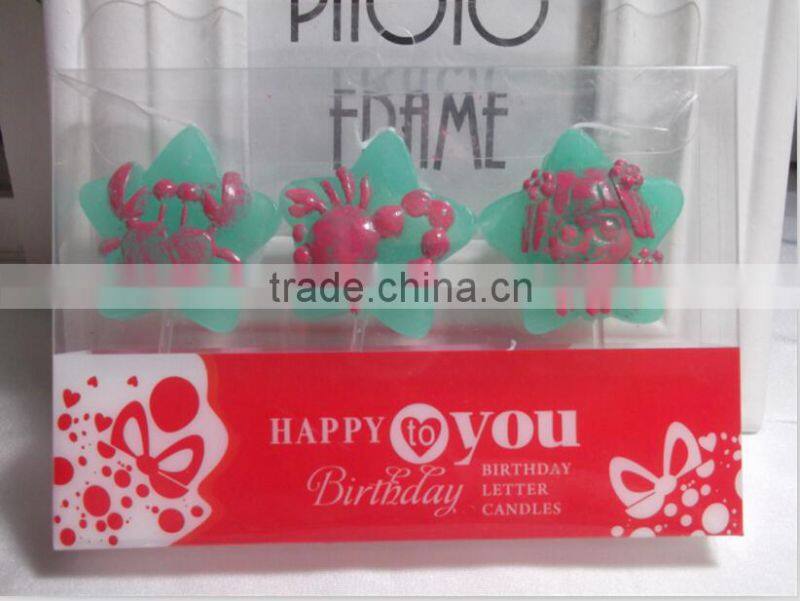 PHOTO
FRAME
trade.china.cn
HAPPY to you
Birthday
BIRTHDAY
LETTER
CANDLES